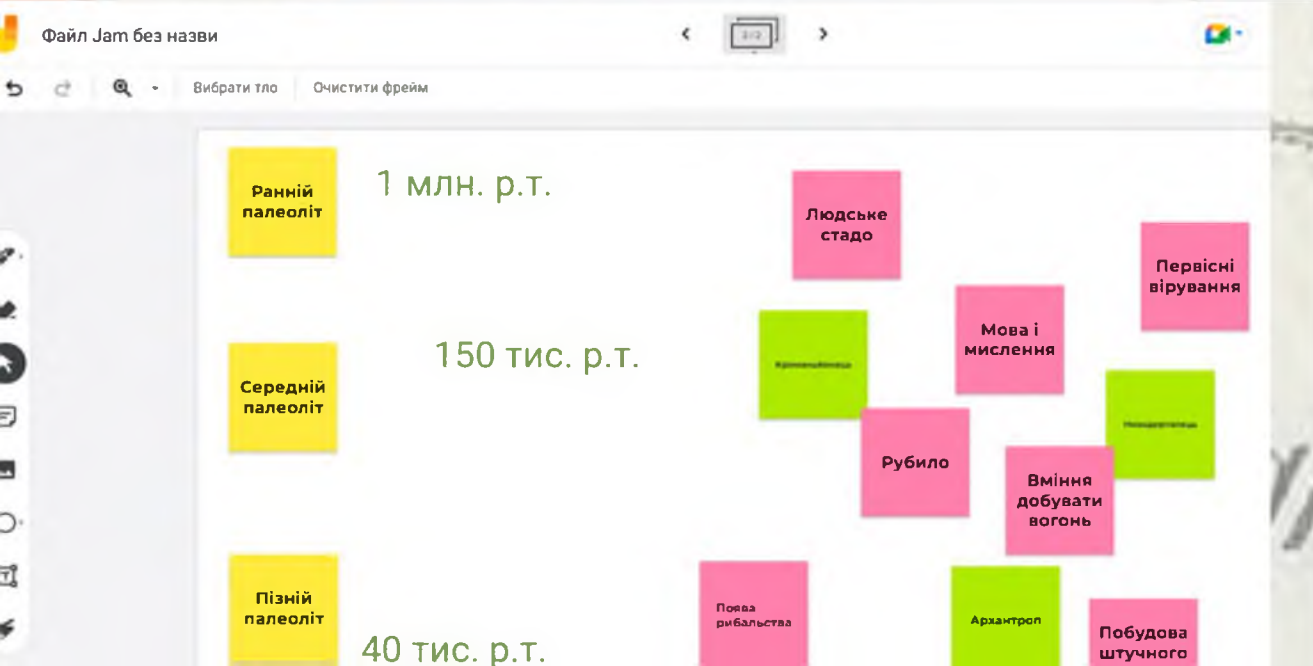 Файл Jam без назви
Вибрати тло
Очистити фрейм
Ранній
палеоліт
1 млн. р.т.
Людське
стадо
Первісні
вірування
Мова і
мислення
150 тис. р.т.
Середній
палеоліт
Рубило
Вміння
добувати
вогонь
Пізній
палеоліт
40 тис. р.т.
Поява
рибальства
Архантроп
Побудова
штучного